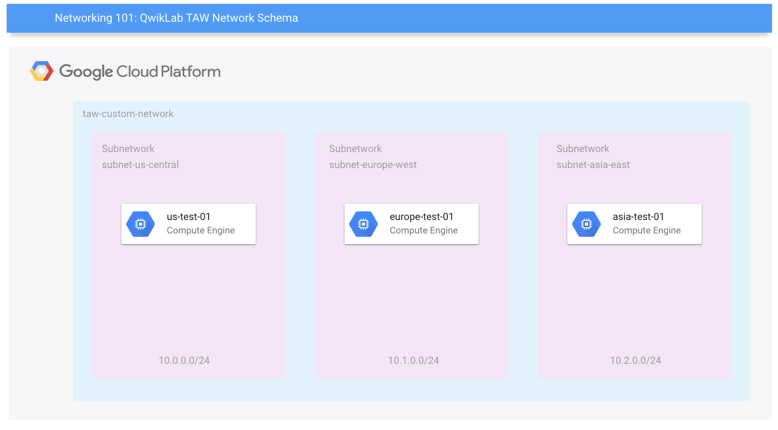 Networking 101: QwikLab TAW Network Schema
Google Cloud Platform
taw-custom-network
Subnetwork
subnet-us-central
us-test-01
Compute Engine
10.0.0.0/24
Subnetwork
subnet-europe-west
europe-test-01
Compute Engine
10.1.0.0/24
Subnetwork
subnet-asia-east
asia-test-01
Compute Engine
10.2.0.0/24